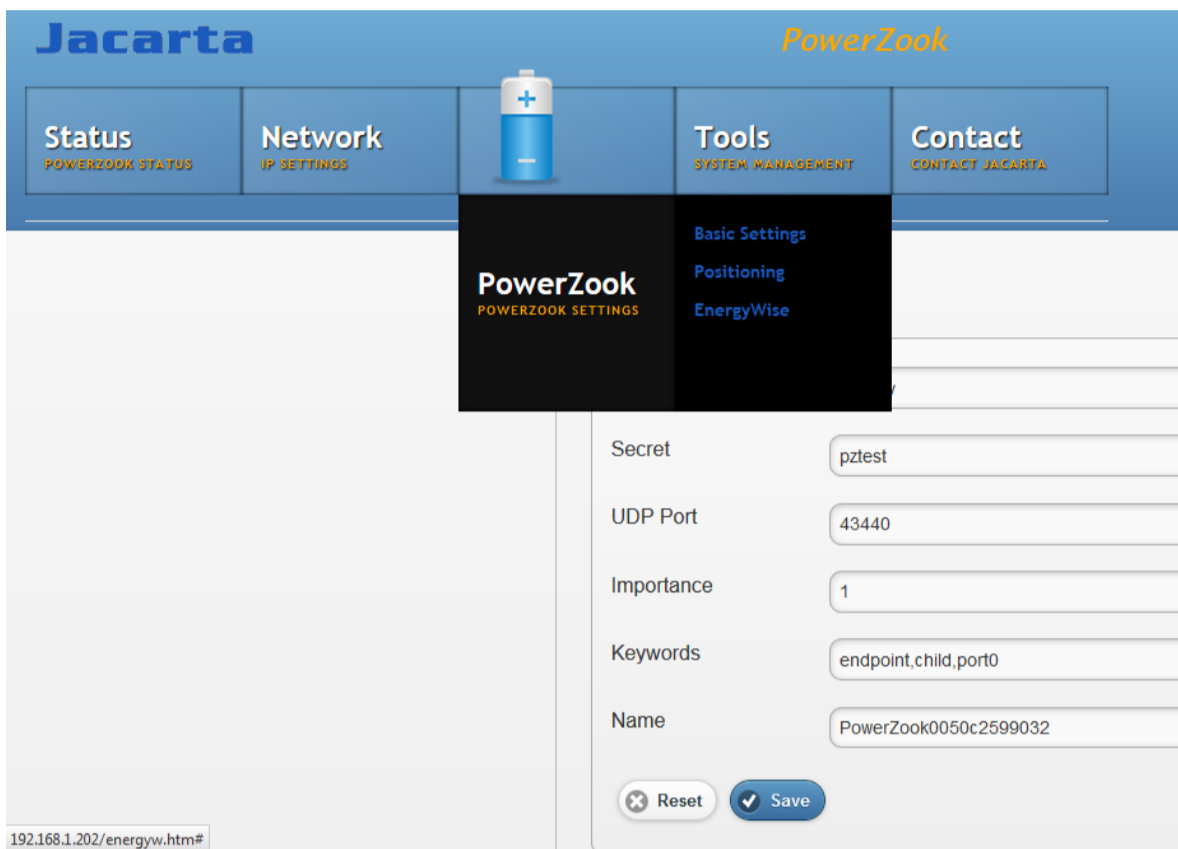 Jacarta
PowerZook
Status
POWERZOOK STATUS
Network
IP SETTINGS
+
-
Tools
SYSTEM MANAGEMENT
Contact
CONTACT JACARTA
PowerZook
POWERZOOK SETTINGS
Basic Settings
Positioning
EnergyWise
Secret
pztest
UDP Port
43440
Importance
1
Keywords
endpoint,child,port0
Name
PowerZook0050c2599032
Reset
Save
192.168.1.202/energyw.htm#